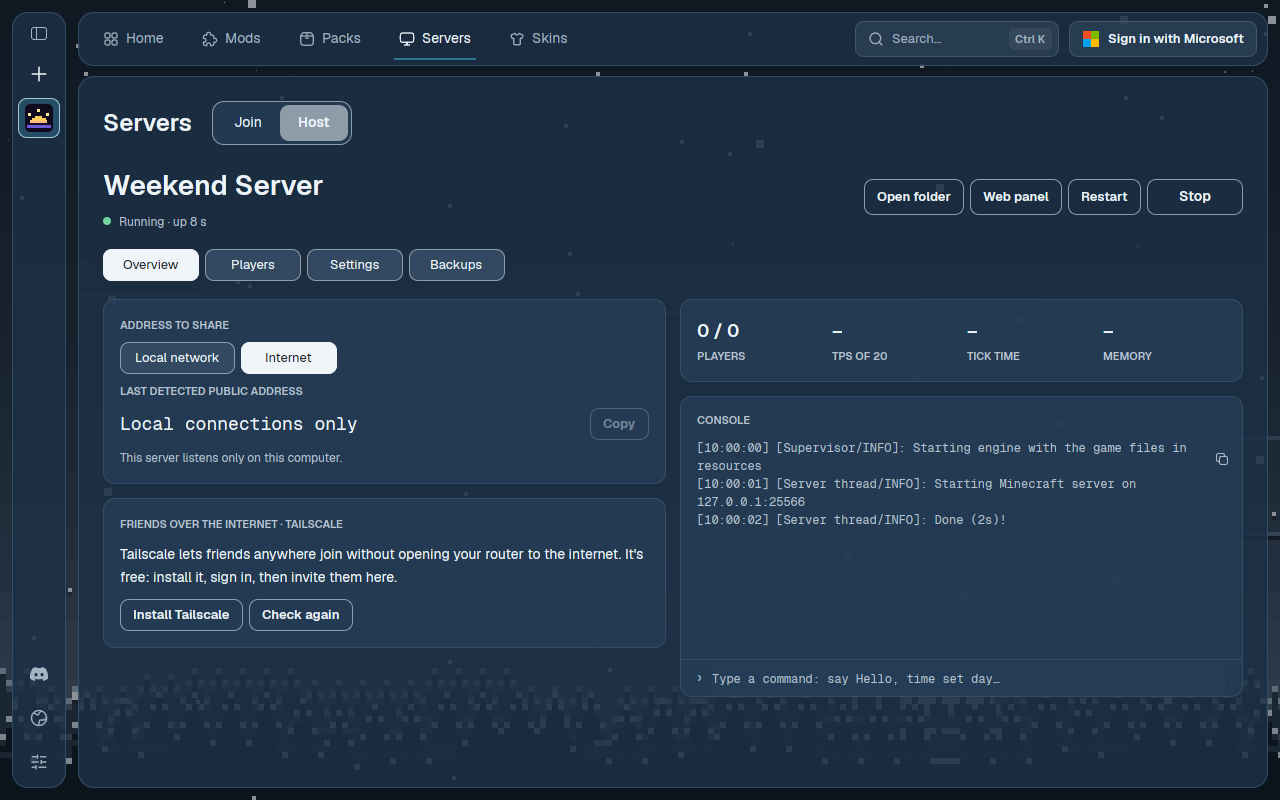 Home
Mods
Packs
Servers
Skins
Search…
Ctrl K
Sign in with Microsoft
Servers
Join
Host
Weekend Server
Running · up 8 s
Open folder
Web panel
Restart
Stop
Overview
Players
Settings
Backups
ADDRESS TO SHARE
Local network
Internet
LAST DETECTED PUBLIC ADDRESS
Local connections only
Copy
This server listens only on this computer.
FRIENDS OVER THE INTERNET · TAILSCALE
Tailscale lets friends anywhere join without opening your router to the internet. It's
free: install it, sign in, then invite them here.
Install Tailscale
Check again
0 / 0
PLAYERS
–
TPS OF 20
–
TICK TIME
–
MEMORY
CONSOLE
[10:00:00] [Supervisor/INFO]: Starting engine with the game files in
resources
[10:00:01] [Server thread/INFO]: Starting Minecraft server on
127.0.0.1:25566
[10:00:02] [Server thread/INFO]: Done (2s)!
› Type a command: say Hello, time set day…